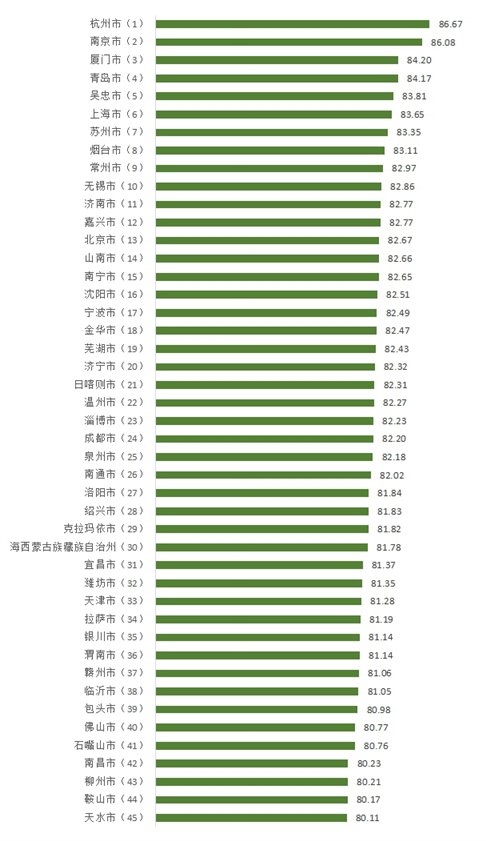 杭州市（1） 86.67
南京市（2） 86.08
厦门市（3） 84.20
青岛市（4） 84.17
吴忠市（5） 83.81
上海市（6） 83.65
苏州市（7） 83.35
烟台市（8） 83.11
常州市（9） 82.97
无锡市（10） 82.86
济南市（11） 82.77
嘉兴市（12） 82.77
北京市（13） 82.67
山南市（14） 82.66
南宁市（15） 82.65
沈阳市（16） 82.51
宁波市（17） 82.49
金华市（18） 82.47
芜湖市（19） 82.43
济宁市（20） 82.32
日喀则市（21） 82.31
温州市（22） 82.27
淄博市（23） 82.23
成都市（24） 82.20
泉州市（25） 82.18
南通市（26） 82.02
洛阳市（27） 81.84
绍兴市（28） 81.83
克拉玛依市（29） 81.82
海西蒙古族藏族自治州（30） 81.78
宜昌市（31） 81.37
潍坊市（32） 81.35
天津市（33） 81.28
拉萨市（34） 81.19
银川市（35） 81.14
渭南市（36） 81.14
赣州市（37） 81.06
临沂市（38） 81.05
包头市（39） 80.98
佛山市（40） 80.77
石嘴山市（41） 80.76
南昌市（42） 80.23
柳州市（43） 80.21
鞍山市（44） 80.17
天水市（45） 80.11